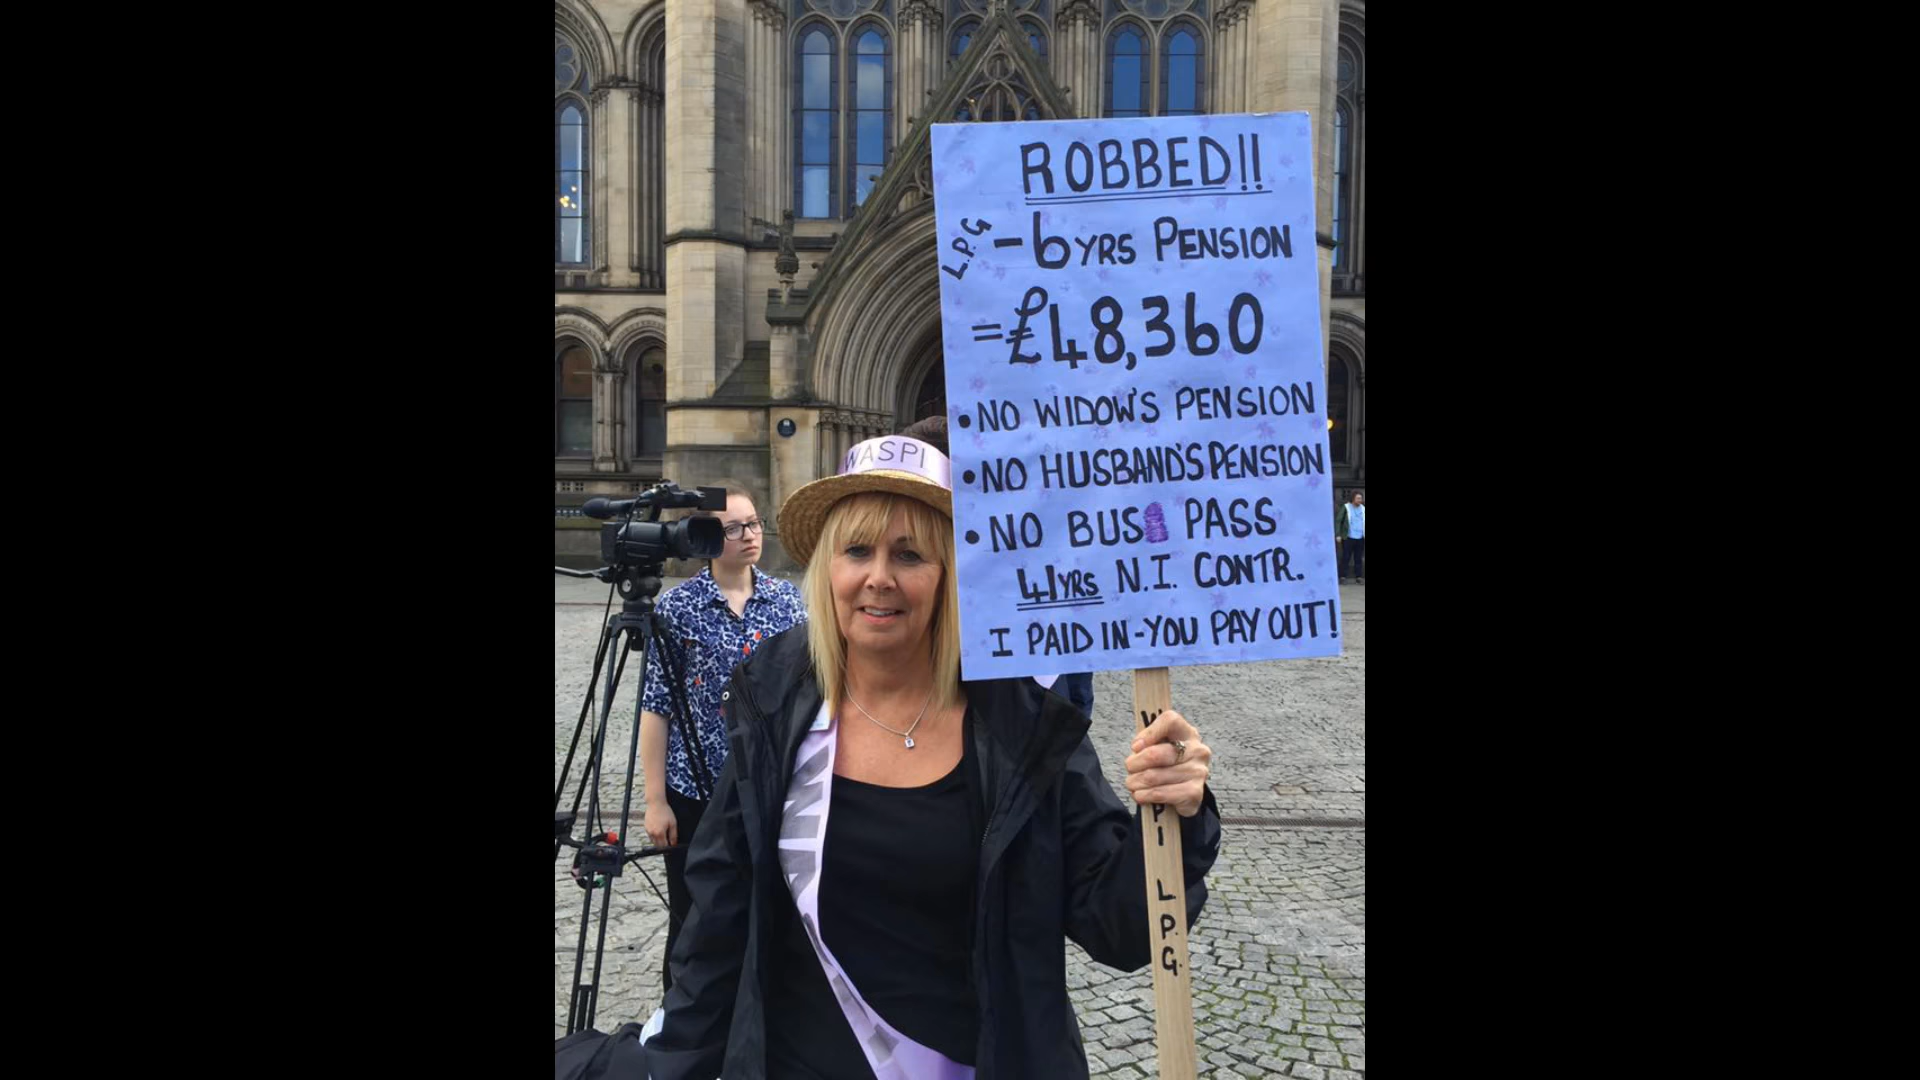 ROBBED!!
L.P.G
- 6YRS PENSION
=£48,360
• NO WIDOW'S PENSION
• NO HUSBAND'S PENSION
• NO BUS PASS
41YRS N.I. CONTR.
I PAID IN-YOU PAY OUT!
WASPI
PI L.P.G.